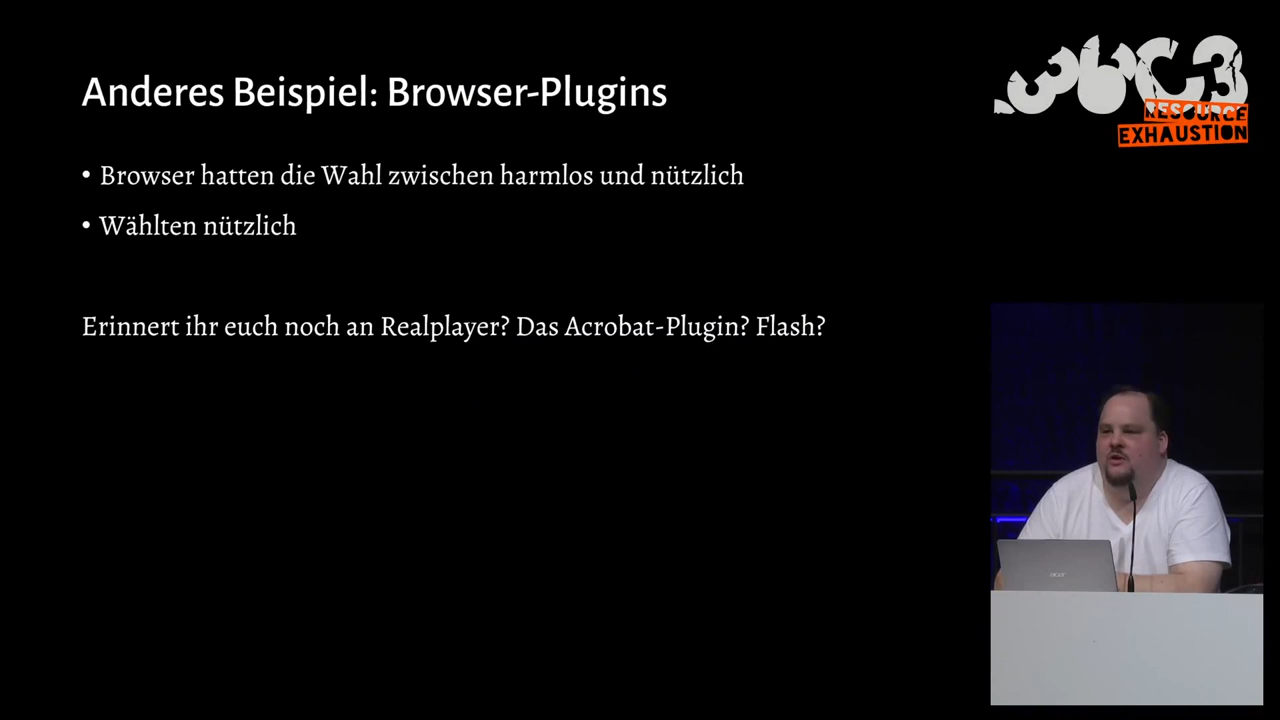 Anderes Beispiel: Browser-Plugins
• Browser hatten die Wahl zwischen harmlos und nützlich
• Wählten nützlich
Erinnert ihr euch noch an Realplayer? Das Acrobat-Plugin? Flash?
36C3
RESOURCE
EXHAUSTION
acer